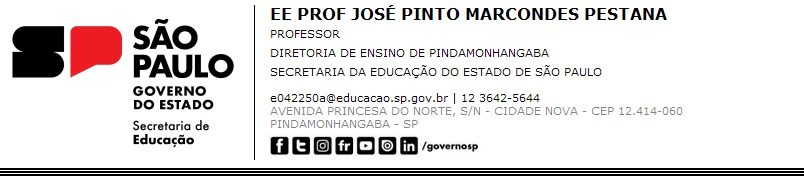 SP
SÃO
PAULO
GOVERNO
DO ESTADO
Secretaria de
Educação
EE PROF JOSÉ PINTO MARCONDES PESTANA
PROFESSOR
DIRETORIA DE ENSINO DE PINDAMONHANGABA
SECRETARIA DA EDUCAÇÃO DO ESTADO DE SÃO PAULO
e042250a@educacao.sp.gov.br | 12 3642-5644
AVENIDA PRINCESA DO NORTE, S/N - CIDADE NOVA - CEP 12.414-060
PINDAMONHANGABA - SP
/governosp